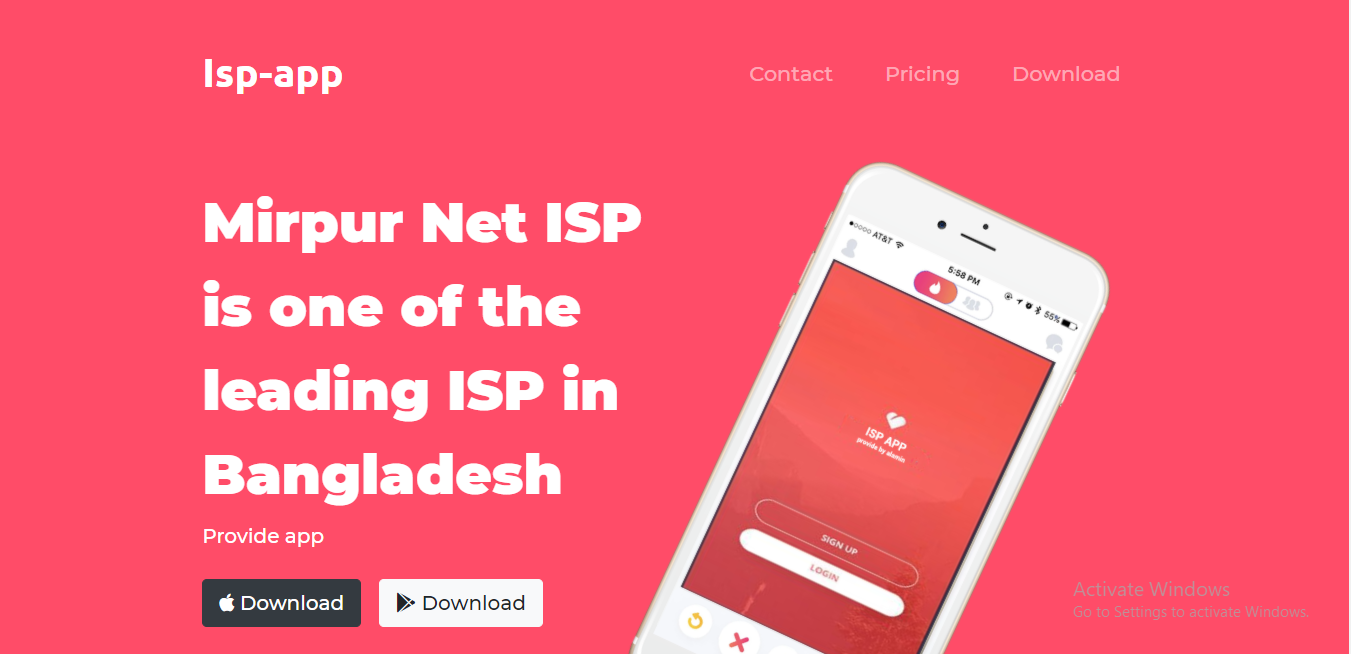 Isp-app
Contact Pricing Download
Mirpur Net ISP
is one of the
leading ISP in
Bangladesh
Provide app
Download Download
AT&T
5:58 PM
55%
ISP APP
provide by alamin
SIGN UP
LOGIN
Activate Windows
Go to Settings to activate Windows.